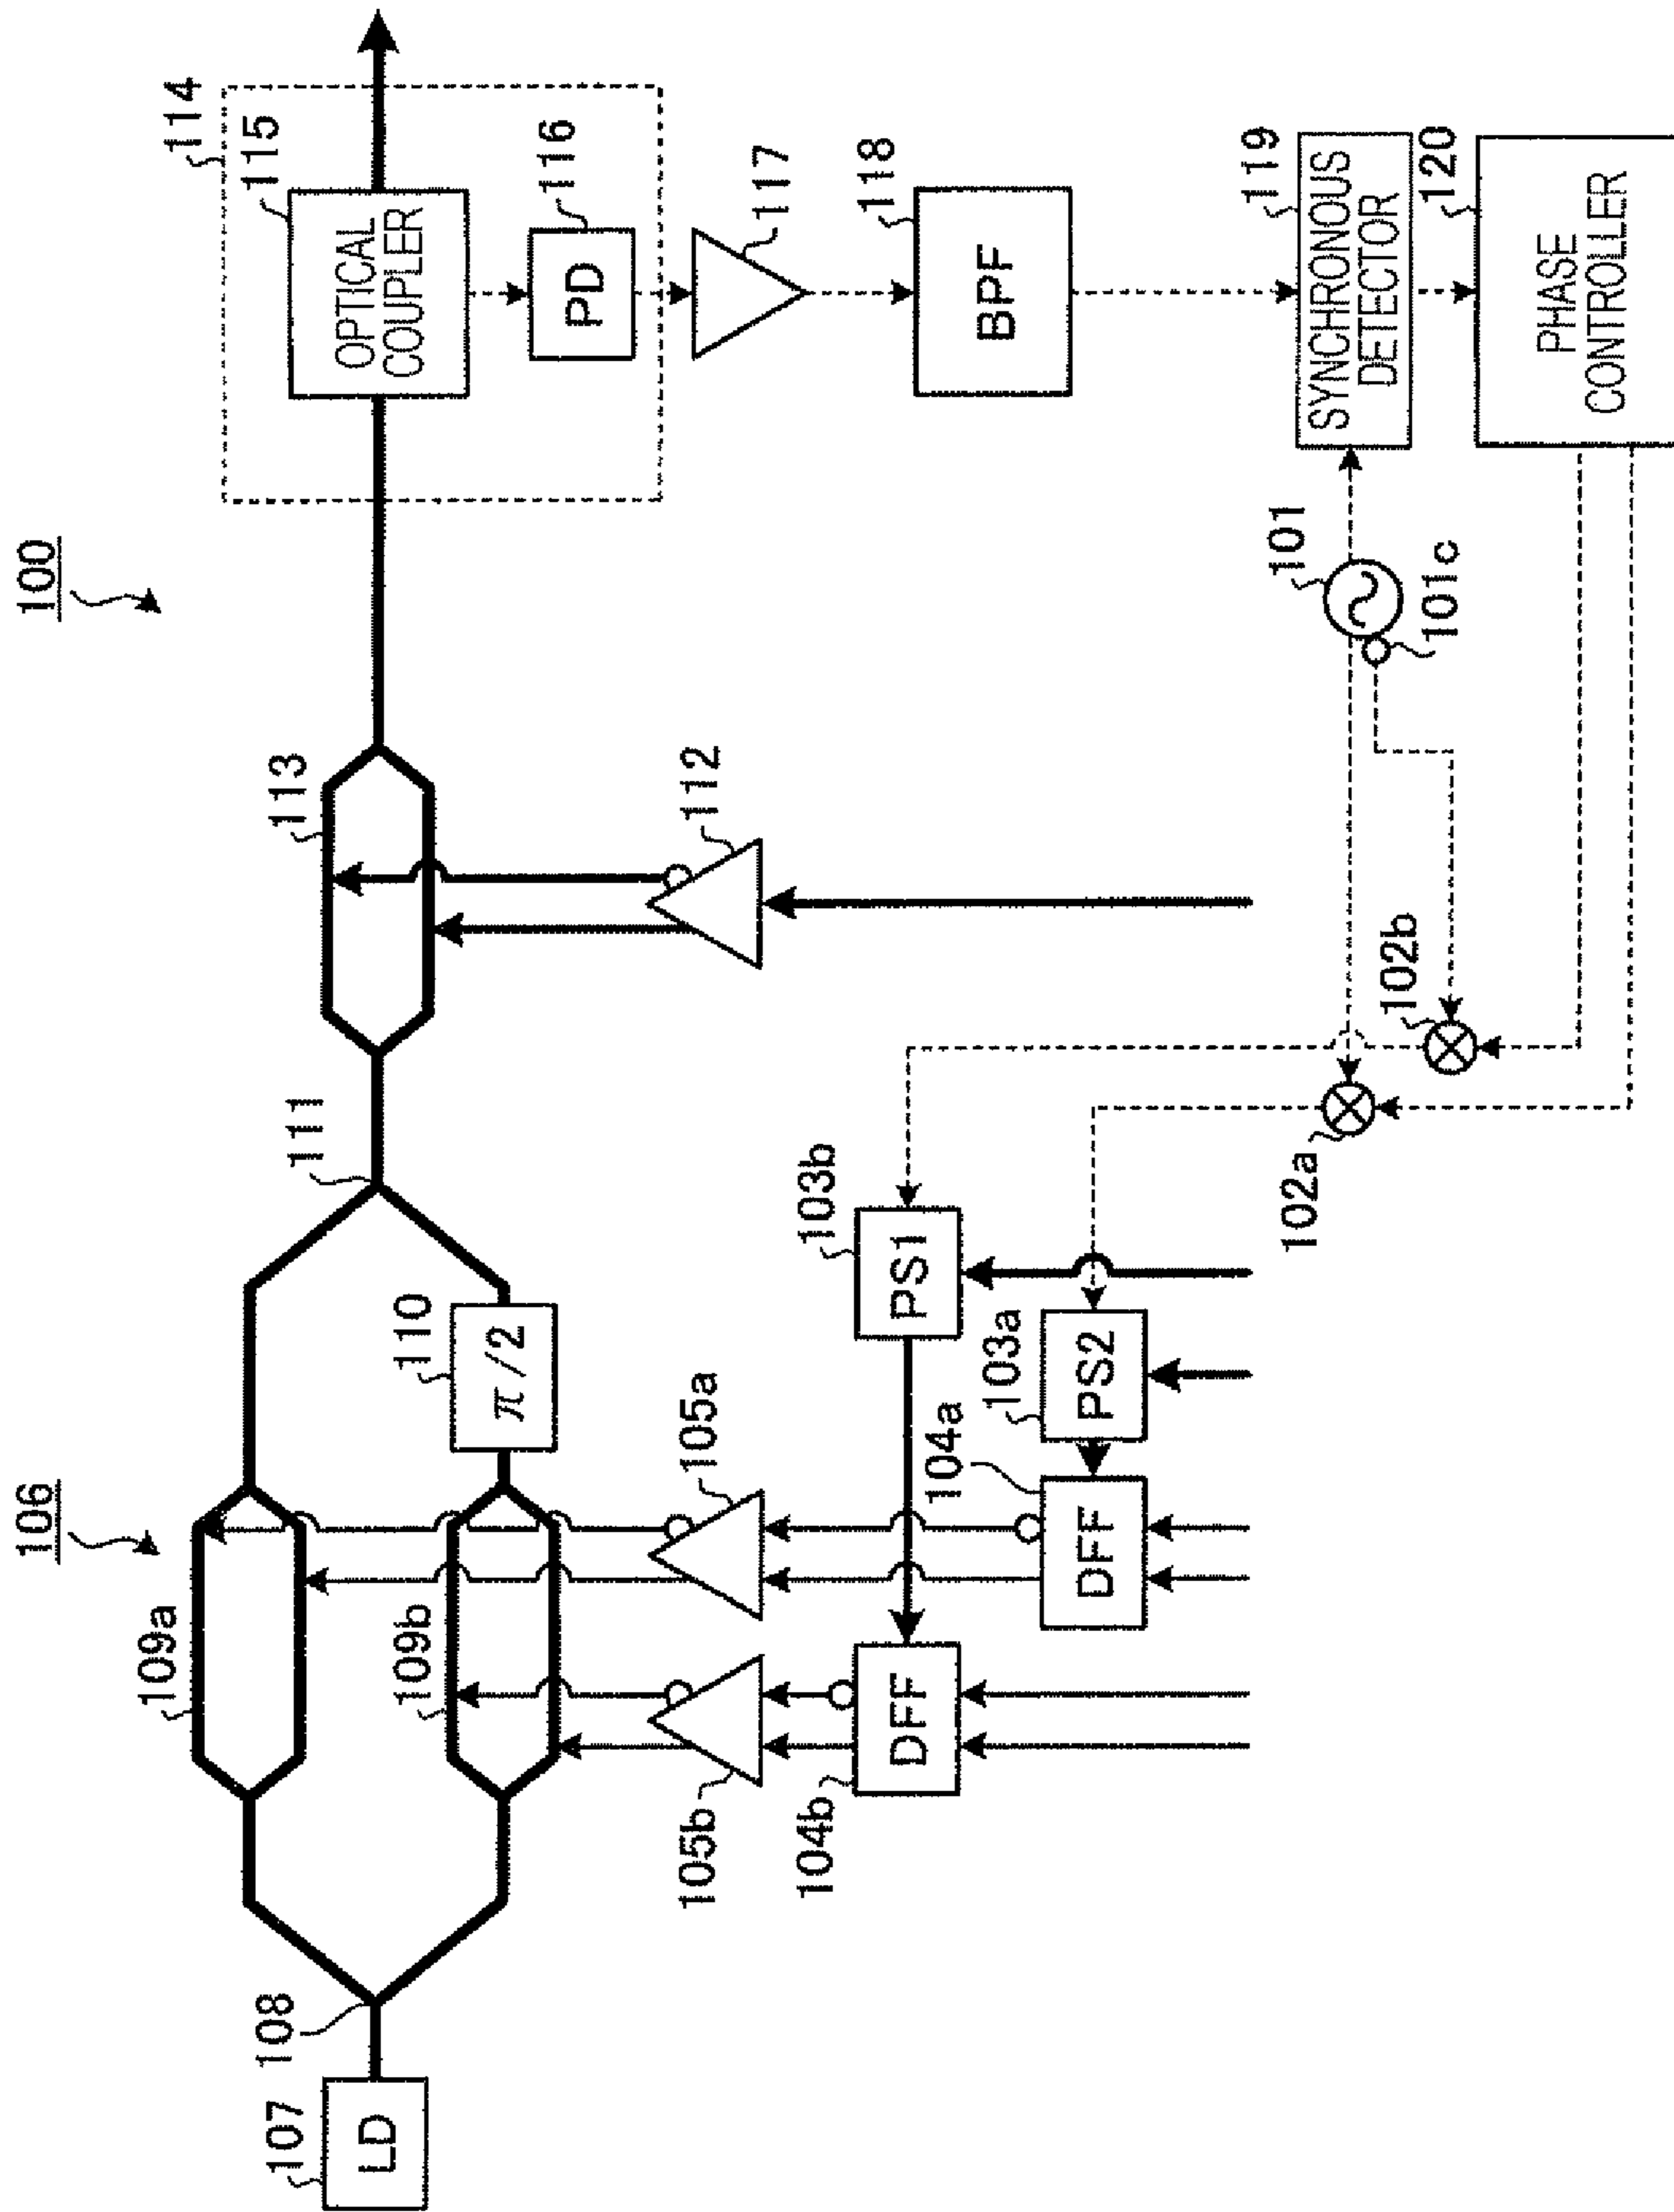 100
106
107
LD
108
109a
109b
110
π/2
111
113
114
115
OPTICAL
COUPLER
116
PD
117
105b
105a
112
118
BPF
104b
DFF
104a
DFF
103b
PS1
103a
PS2
102a
102b
101
101c
119
SYNCHRONOUS
DETECTOR
120
PHASE
CONTROLLER